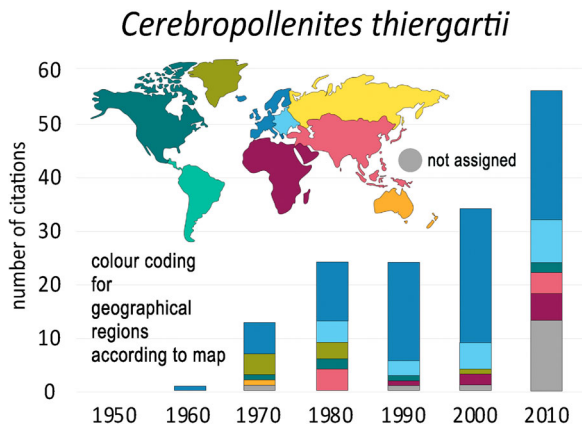 Cerebropollenites thiergartii
number of citations
60
50
40
30
20
10
0
not assigned
colour coding
for
geographical
regions
according to map
1950 1960 1970 1980 1990 2000 2010